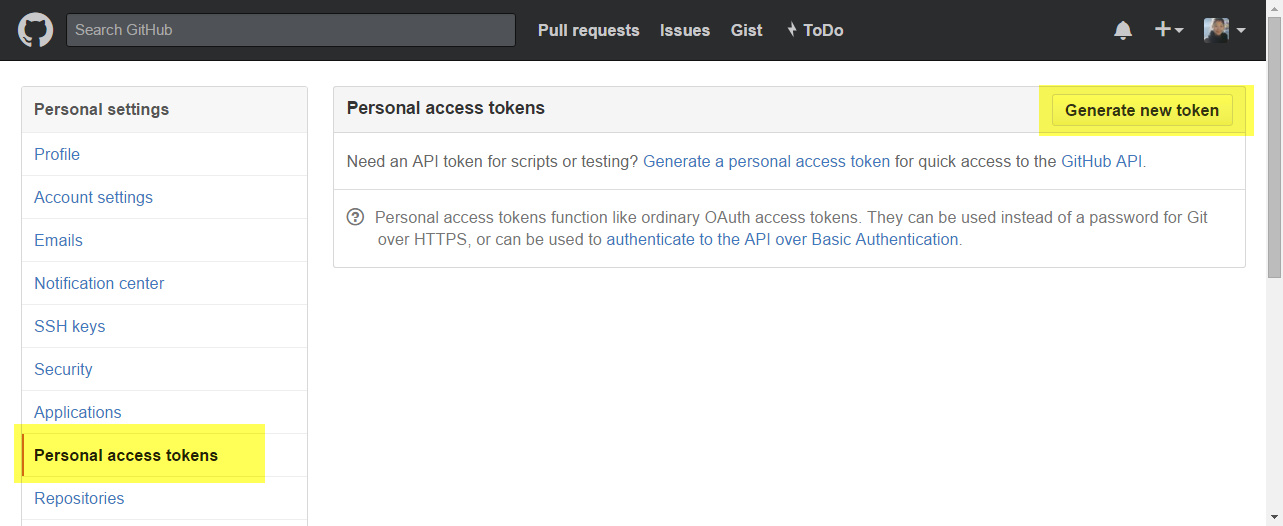 Search GitHub
Pull requests
Issues
Gist
ToDo
Personal settings
Profile
Account settings
Emails
Notification center
SSH keys
Security
Applications
Personal access tokens
Repositories
Personal access tokens
Generate new token
Need an API token for scripts or testing? Generate a personal access token for quick access to the GitHub API.
Personal access tokens function like ordinary OAuth access tokens. They can be used instead of a password for Git
over HTTPS, or can be used to authenticate to the API over Basic Authentication.